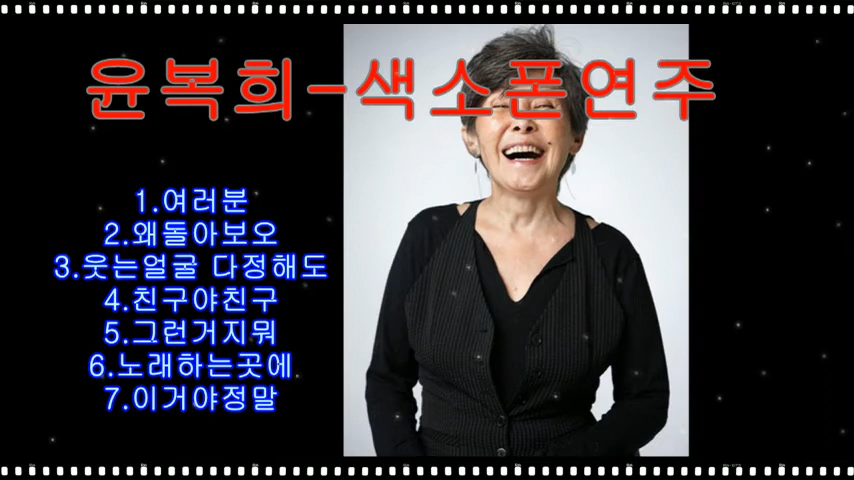 윤복희-색소폰연주
1.여러분
2.왜돌아보오
3.웃는얼굴 다정해도
4.친구야친구
5.그런거지뭐
6.노래하는곳에
7.이거야정말